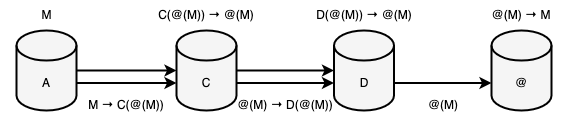 M
C(@(M)) → @(M)
D(@(M)) → @(M)
@(M) → M
A
C
D
@
M → C(@(M))
@(M) → D(@(M))
@(M)